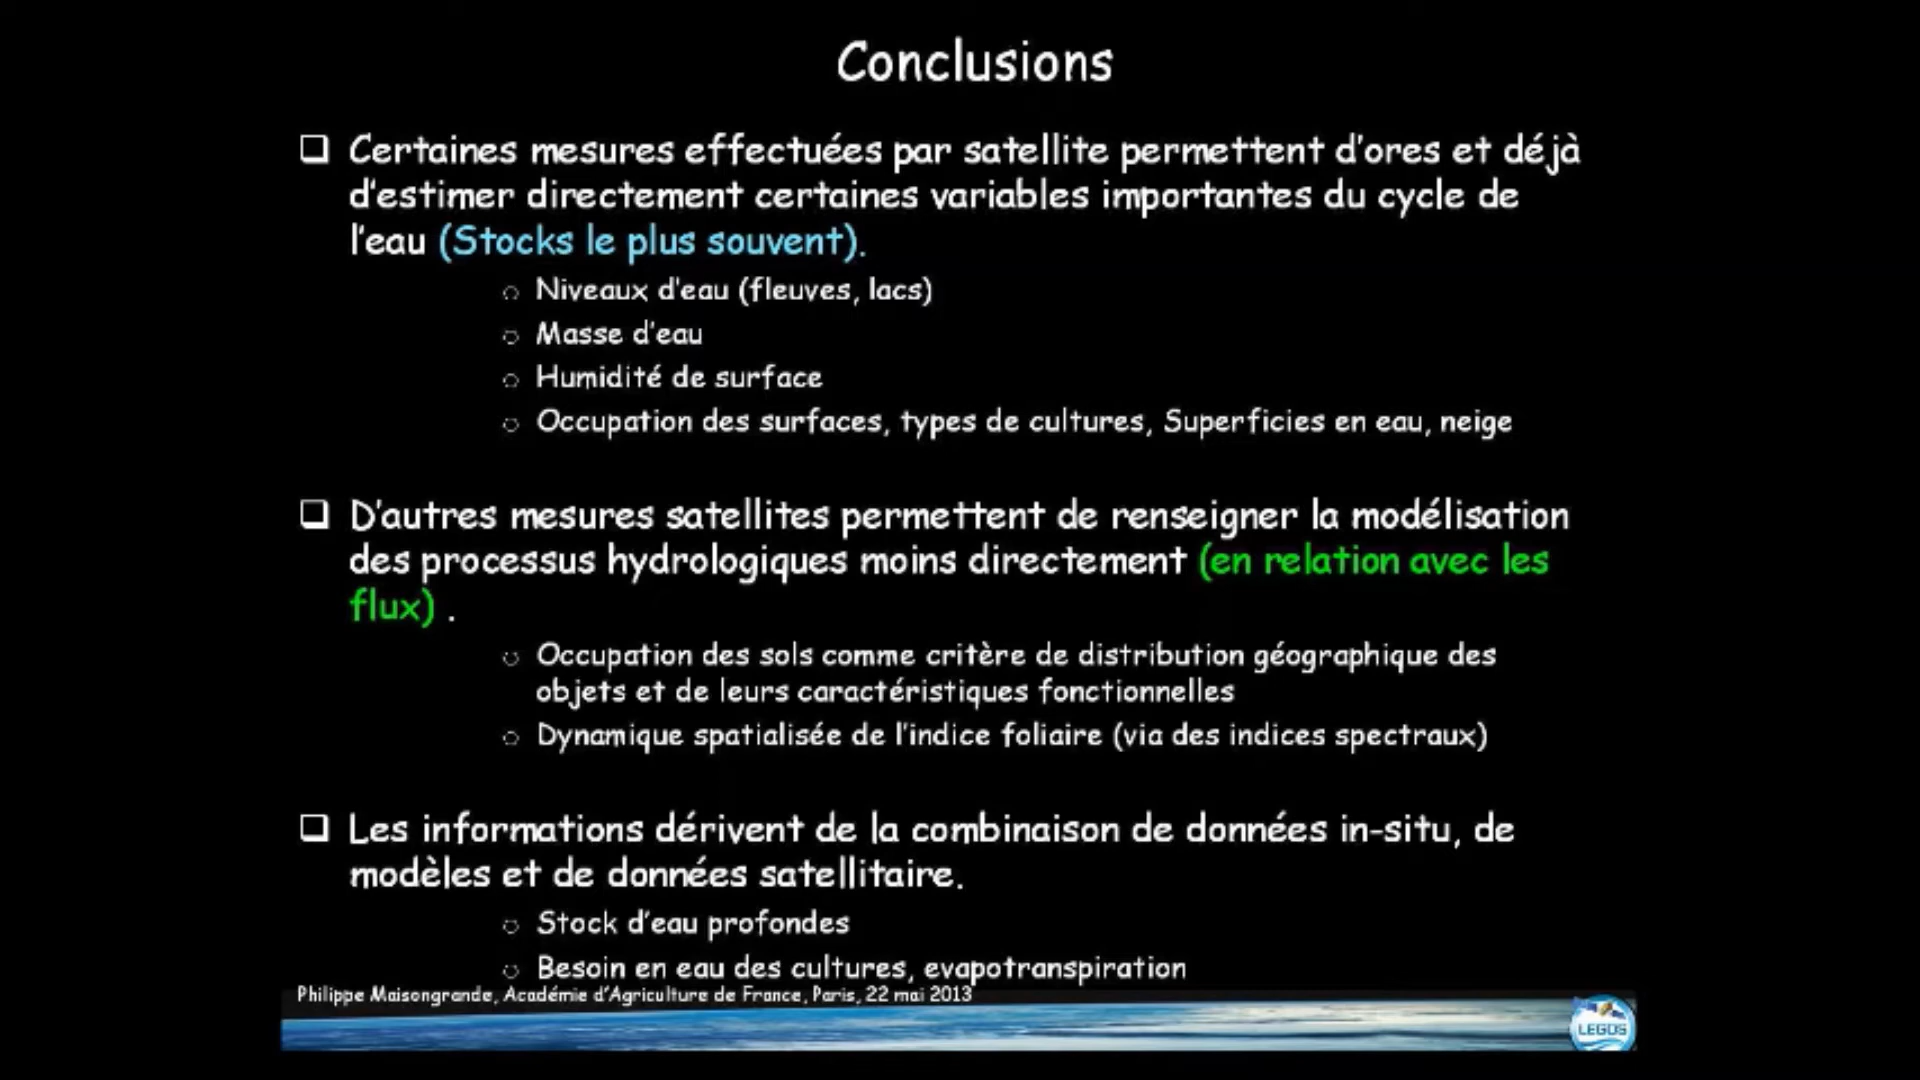 Conclusions
Certaines mesures effectuées par satellite permettent d'ores et déjà
d'estimer directement certaines variables importantes du cycle de
l'eau (Stocks le plus souvent).
Niveaux d'eau (fleuves, lacs)
Masse d'eau
Humidité de surface
Occupation des surfaces, types de cultures, Superficies en eau, neige
D'autres mesures satellites permettent de renseigner la modélisation
des processus hydrologiques moins directement (en relation avec les
flux) .
Occupation des sols comme critère de distribution géographique des
objets et de leurs caractéristiques fonctionnelles
Dynamique spatialisée de l'indice foliaire (via des indices spectraux)
Les informations dérivent de la combinaison de données in-situ, de
modèles et de données satellitaire.
Stock d'eau profondes
Besoin en eau des cultures, evapotranspiration
Philippe Maisongrande, Académie d'Agriculture de France, Paris, 22 mai 2013
LEGOS